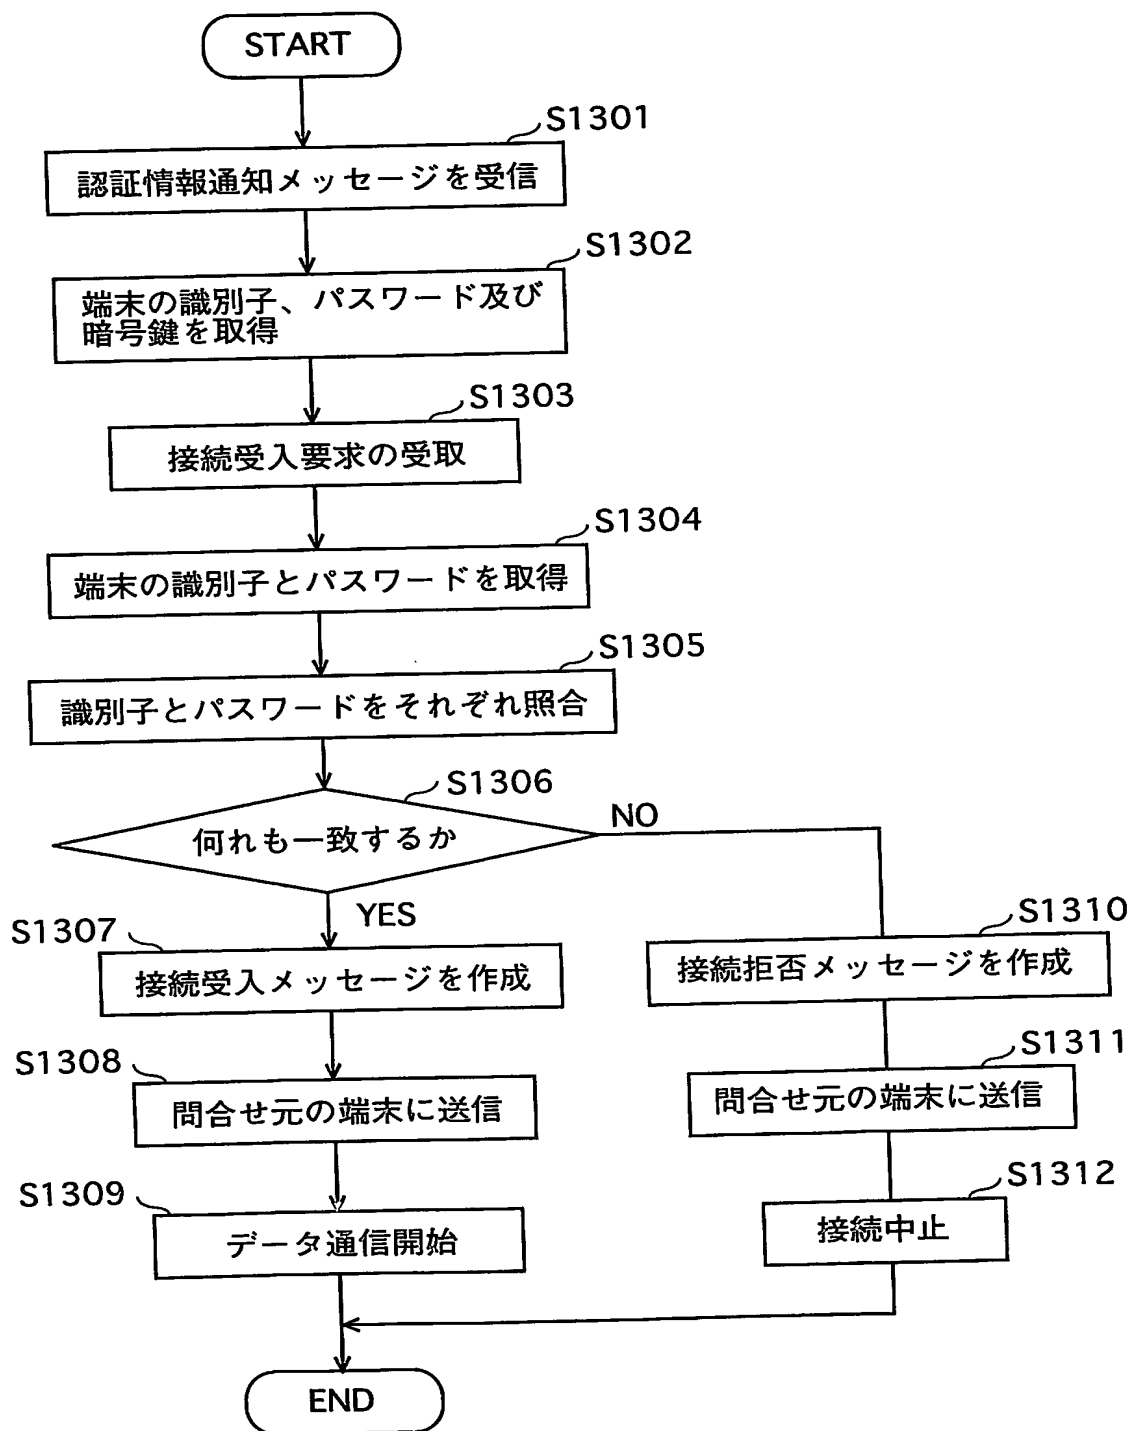 START
S1301
認証情報通知メッセージを受信
S1302
端末の識別子、パスワード及び
暗号鍵を取得
S1303
接続受入要求の受取
S1304
端末の識別子とパスワードを取得
S1305
識別子とパスワードをそれぞれ照合
S1306
何れも一致するか
NO
YES
S1307
接続受入メッセージを作成
S1310
接続拒否メッセージを作成
S1308
問合せ元の端末に送信
S1311
問合せ元の端末に送信
S1309
データ通信開始
S1312
接続中止
END